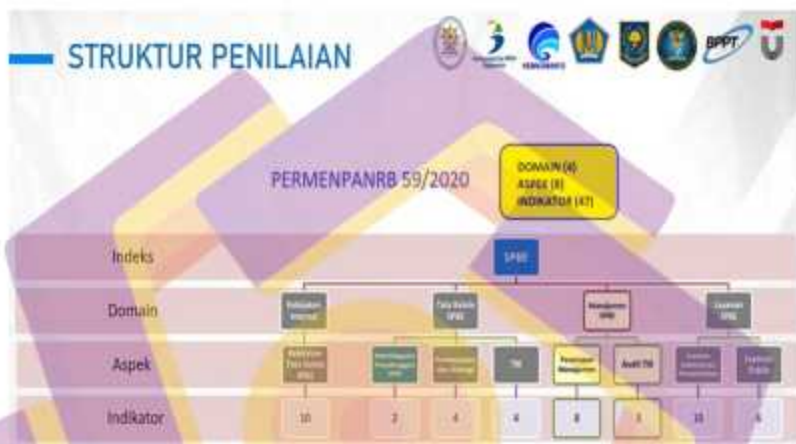 STRUKTUR PENILAIAN
BPPT
PERMENPANRB 59/2020
DOMAIN (4)
ASPEK (8)
INDIKATOR (47)
Indeks
SPBE
Domain
Kebijakan Internal
Tata Kelola SPBE
Manajemen SPBE
Layanan SPBE
Aspek
TIK
Penerapan Manajemen
Audit TIK
Indikator
10
2
4
4
8
3
10
6